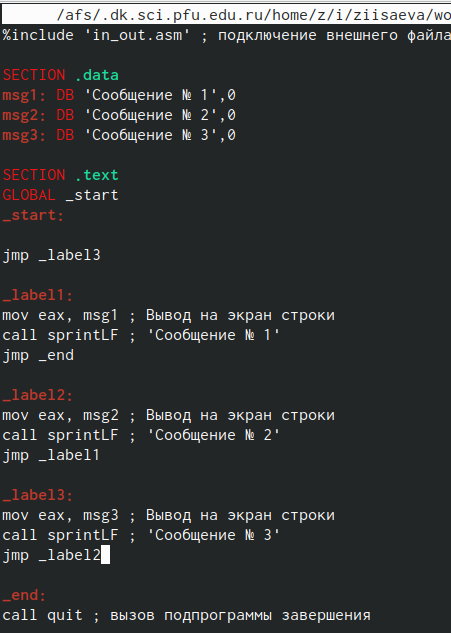 /afs/.dk.sci.pfu.edu.ru/home/z/i/ziisaeva/wo
%include 'in_out.asm' ; подключение внешнего файла
SECTION .data
msg1: DB 'Сообщение № 1',0
msg2: DB 'Сообщение № 2',0
msg3: DB 'Сообщение № 3',0
SECTION .text
GLOBAL _start
_start:
jmp _label3
_label1:
mov eax, msg1 ; Вывод на экран строки
call sprintLF ; 'Сообщение № 1'
jmp _end
_label2:
mov eax, msg2 ; Вывод на экран строки
call sprintLF ; 'Сообщение № 2'
jmp _label1
_label3:
mov eax, msg3 ; Вывод на экран строки
call sprintLF ; 'Сообщение № 3'
jmp _label2
_end:
call quit ; вызов подпрограммы завершения